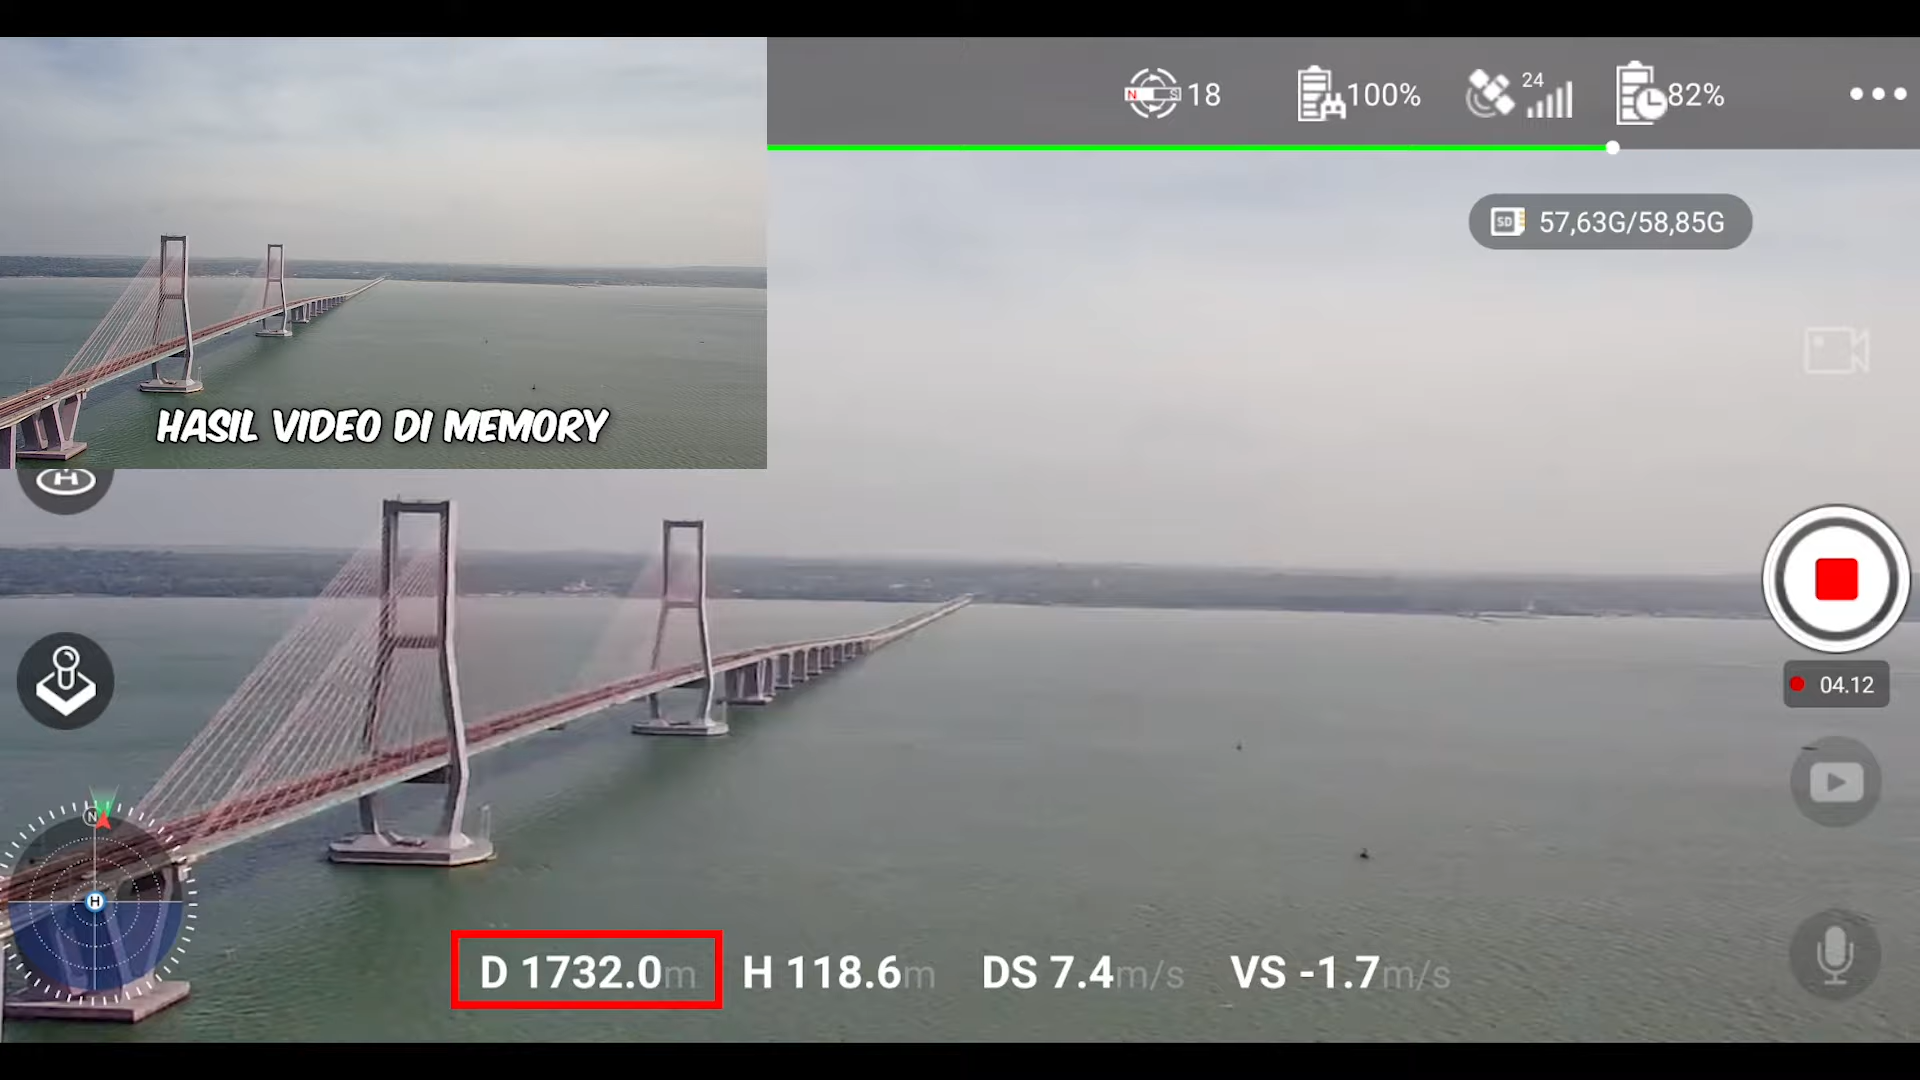 N S 18
100%
24
82%
SD 57,63G/58,85G
HASIL VIDEO DI MEMORY
H
04.12
N
H
D 1732.0m H 118.6m DS 7.4m/s VS -1.7m/s